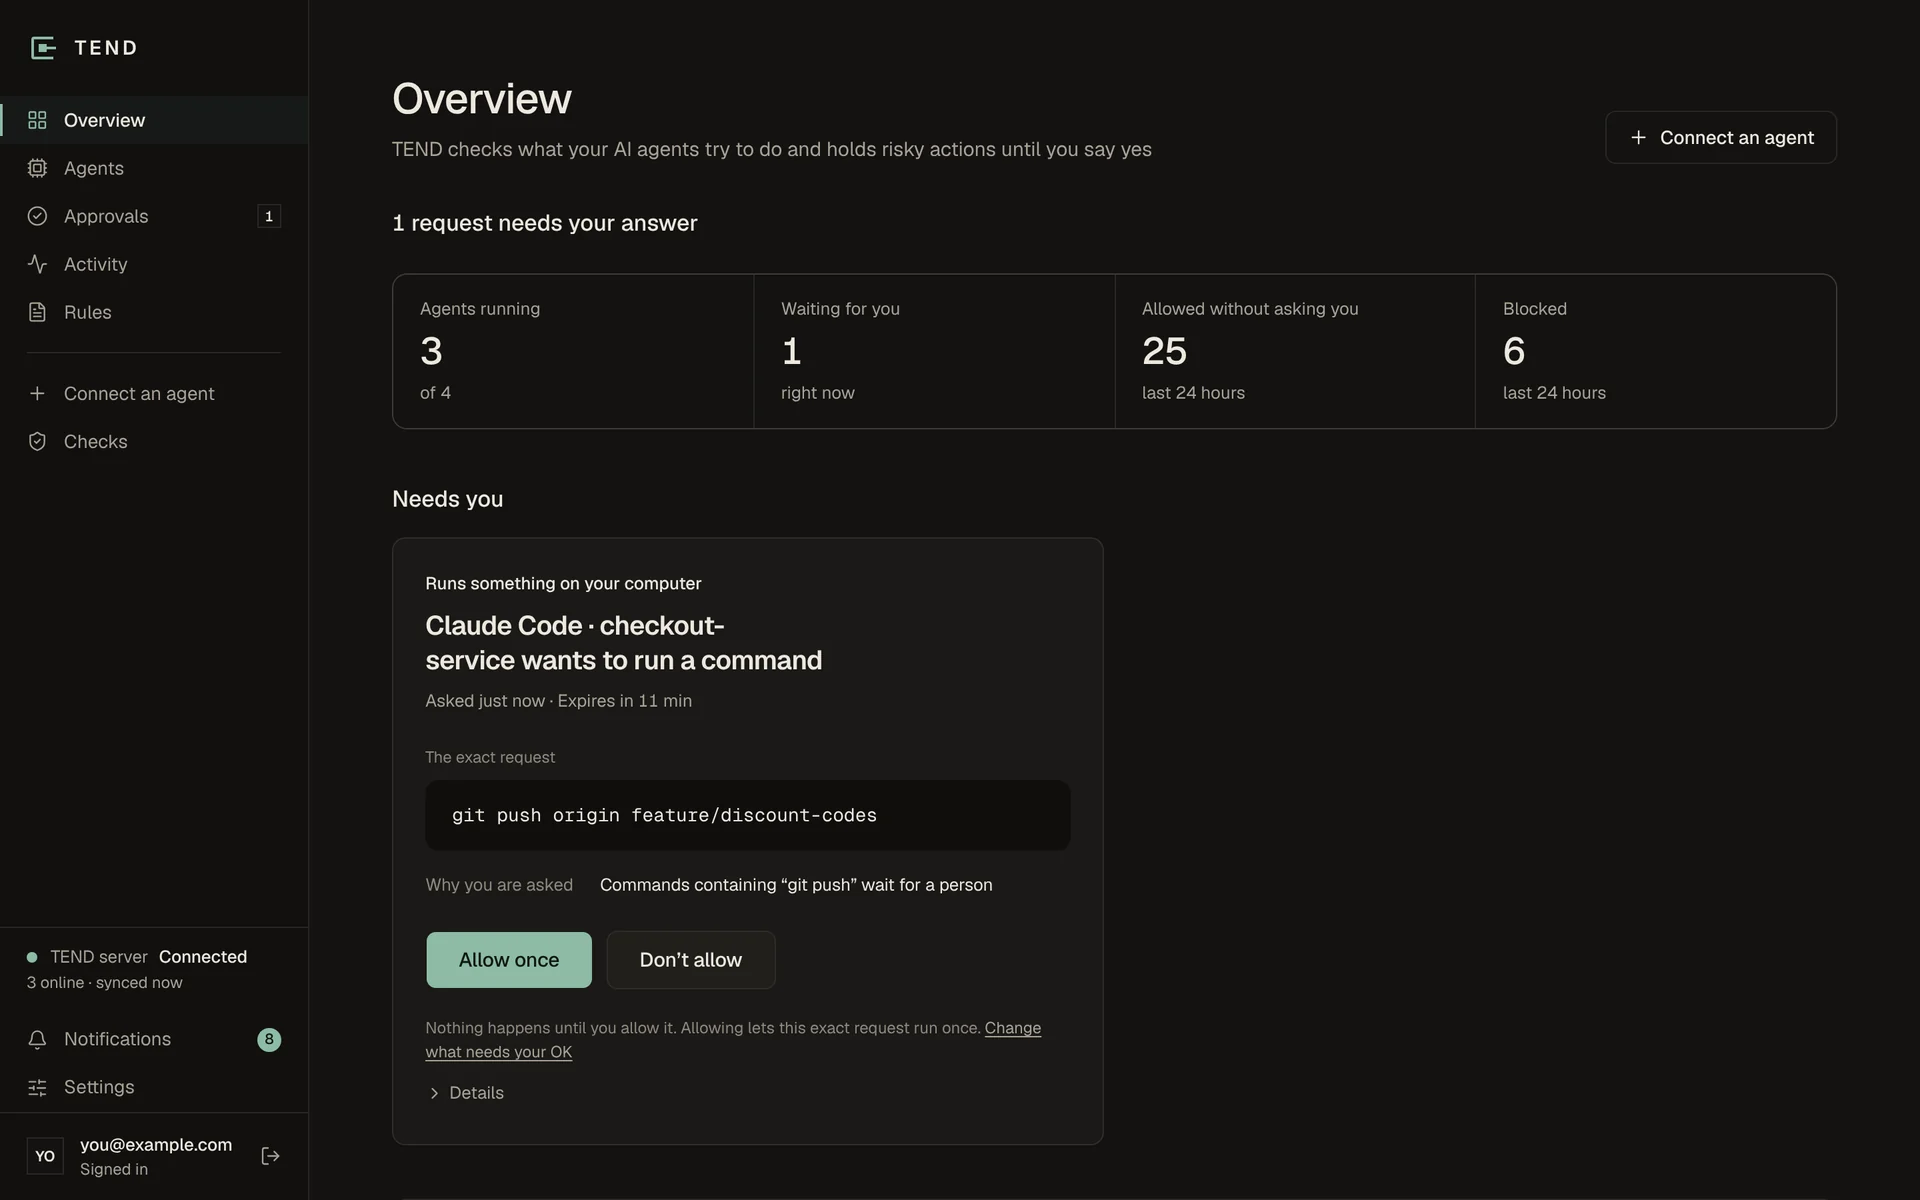 TEND
Overview
Agents
Approvals
1
Activity
Rules
Connect an agent
Checks
TEND server Connected
3 online · synced now
Notifications
8
Settings
YO
you@example.com
Signed in
Overview
TEND checks what your AI agents try to do and holds risky actions until you say yes
Connect an agent
1 request needs your answer
Agents running
3
of 4
Waiting for you
1
right now
Allowed without asking you
25
last 24 hours
Blocked
6
last 24 hours
Needs you
Runs something on your computer
Claude Code · checkout-
service wants to run a command
Asked just now · Expires in 11 min
The exact request
git push origin feature/discount-codes
Why you are asked Commands containing “git push” wait for a person
Allow once
Don’t allow
Nothing happens until you allow it. Allowing lets this exact request run once. Change
what needs your OK
Details